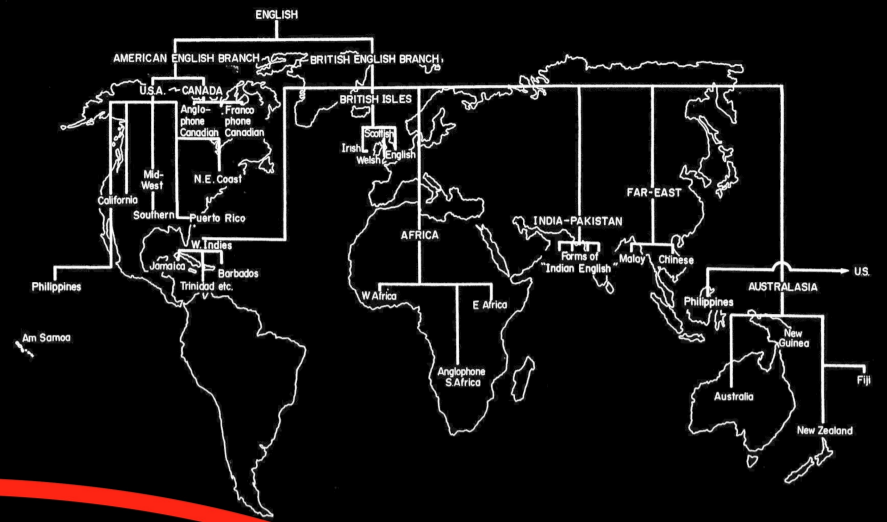 ENGLISH
AMERICAN ENGLISH BRANCH
BRITISH ENGLISH BRANCH
U.S.A. ~ CANADA
BRITISH ISLES
Anglo-
phone
Canadian
Franco
phone
Canadian
Scottish
Irish
Welsh
English
Mid-
West
N.E. Coast
California
Southern
Puerto Rico
W. Indies
Jamaica
Barbados
Trinidad etc.
Philippines
Am Samoa
AFRICA
W Africa
E Africa
Anglophone
S. Africa
INDIA-PAKISTAN
Forms of
"Indian English"
FAR-EAST
Malay
Chinese
U.S.
Philippines
AUSTRALASIA
New
Guinea
Australia
Fiji
New Zealand